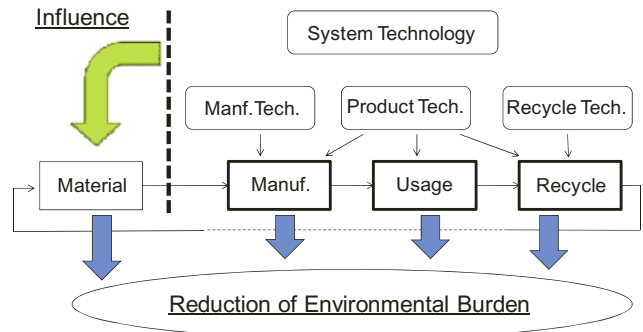 Influence
System Technology
Manf.Tech.
Product Tech.
Recycle Tech.
Material
Manuf.
Usage
Recycle
Reduction of Environmental Burden